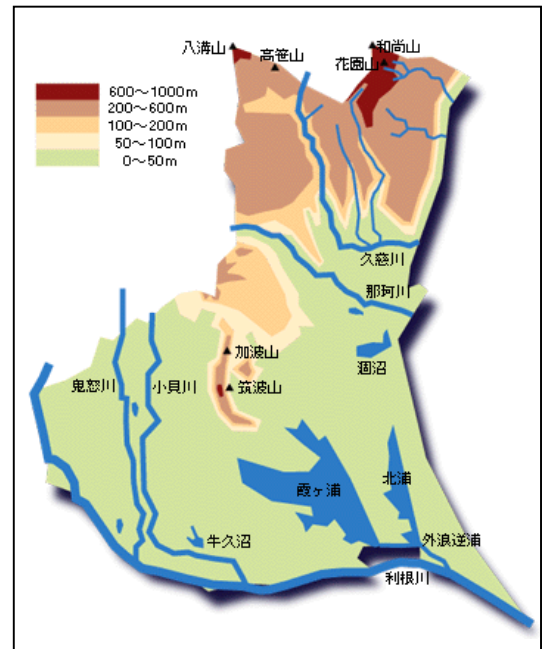 八溝山
高笹山
和尚山
花園山
600～1000m
200～600m
100～200m
50～100m
0～50m
久慈川
那珂川
涸沼
加波山
筑波山
鬼怒川
小貝川
霞ヶ浦
北浦
牛久沼
外浪逆浦
利根川